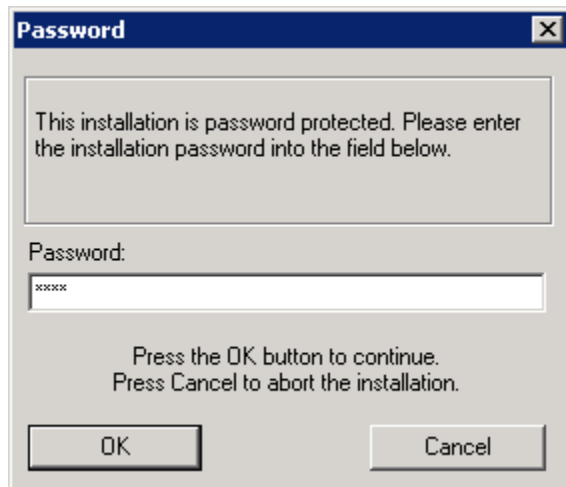 Password
This installation is password protected. Please enter
the installation password into the field below.
Password:
xxxx
Press the OK button to continue.
Press Cancel to abort the installation.
OK
Cancel